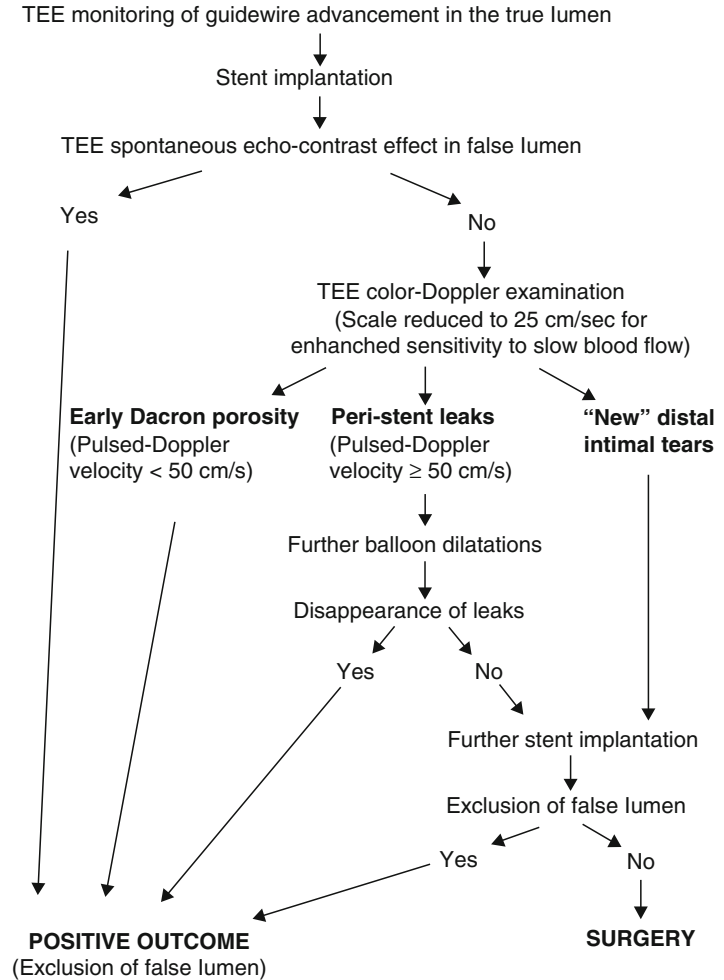 TEE monitoring of guidewire advancement in the true lumen
Stent implantation
TEE spontaneous echo-contrast effect in false lumen
Yes
No
TEE color-Doppler examination
(Scale reduced to 25 cm/sec for
enhanched sensitivity to slow blood flow)
Early Dacron porosity
(Pulsed-Doppler
velocity < 50 cm/s)
Peri-stent leaks
(Pulsed-Doppler
velocity ≥ 50 cm/s)
“New” distal
intimal tears
Further balloon dilatations
Disappearance of leaks
Yes
No
Further stent implantation
Exclusion of false lumen
Yes
No
POSITIVE OUTCOME
(Exclusion of false lumen)
SURGERY